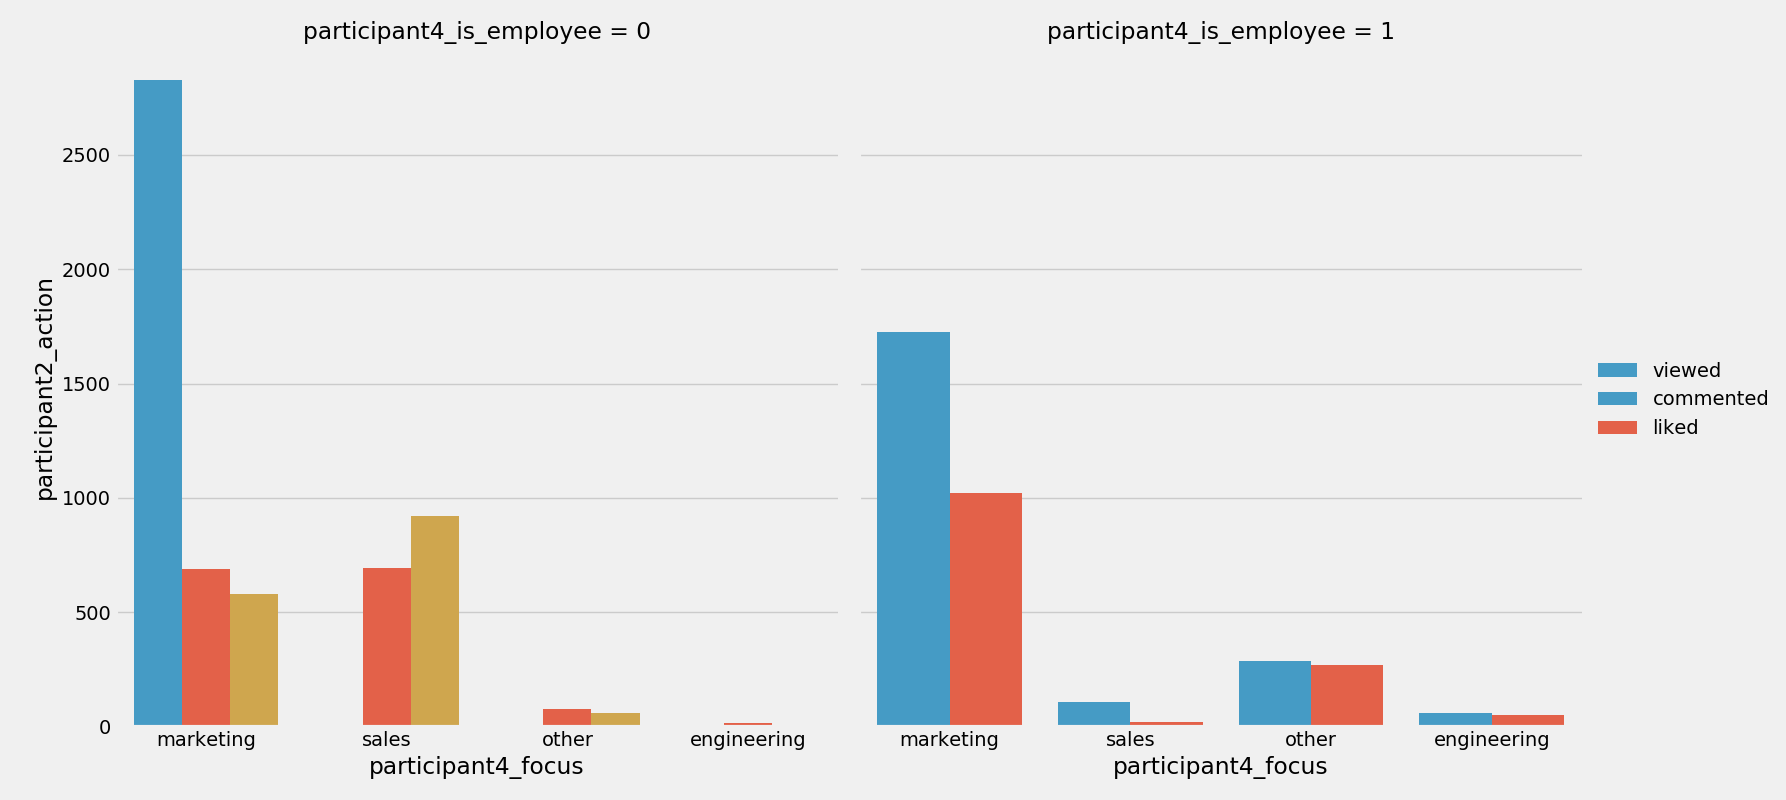 participant4_is_employee = 0
participant4_is_employee = 1
participant2_action
2500
2000
1500
1000
500
0
marketing sales other engineering
participant4_focus
marketing sales other engineering
participant4_focus
viewed
commented
liked